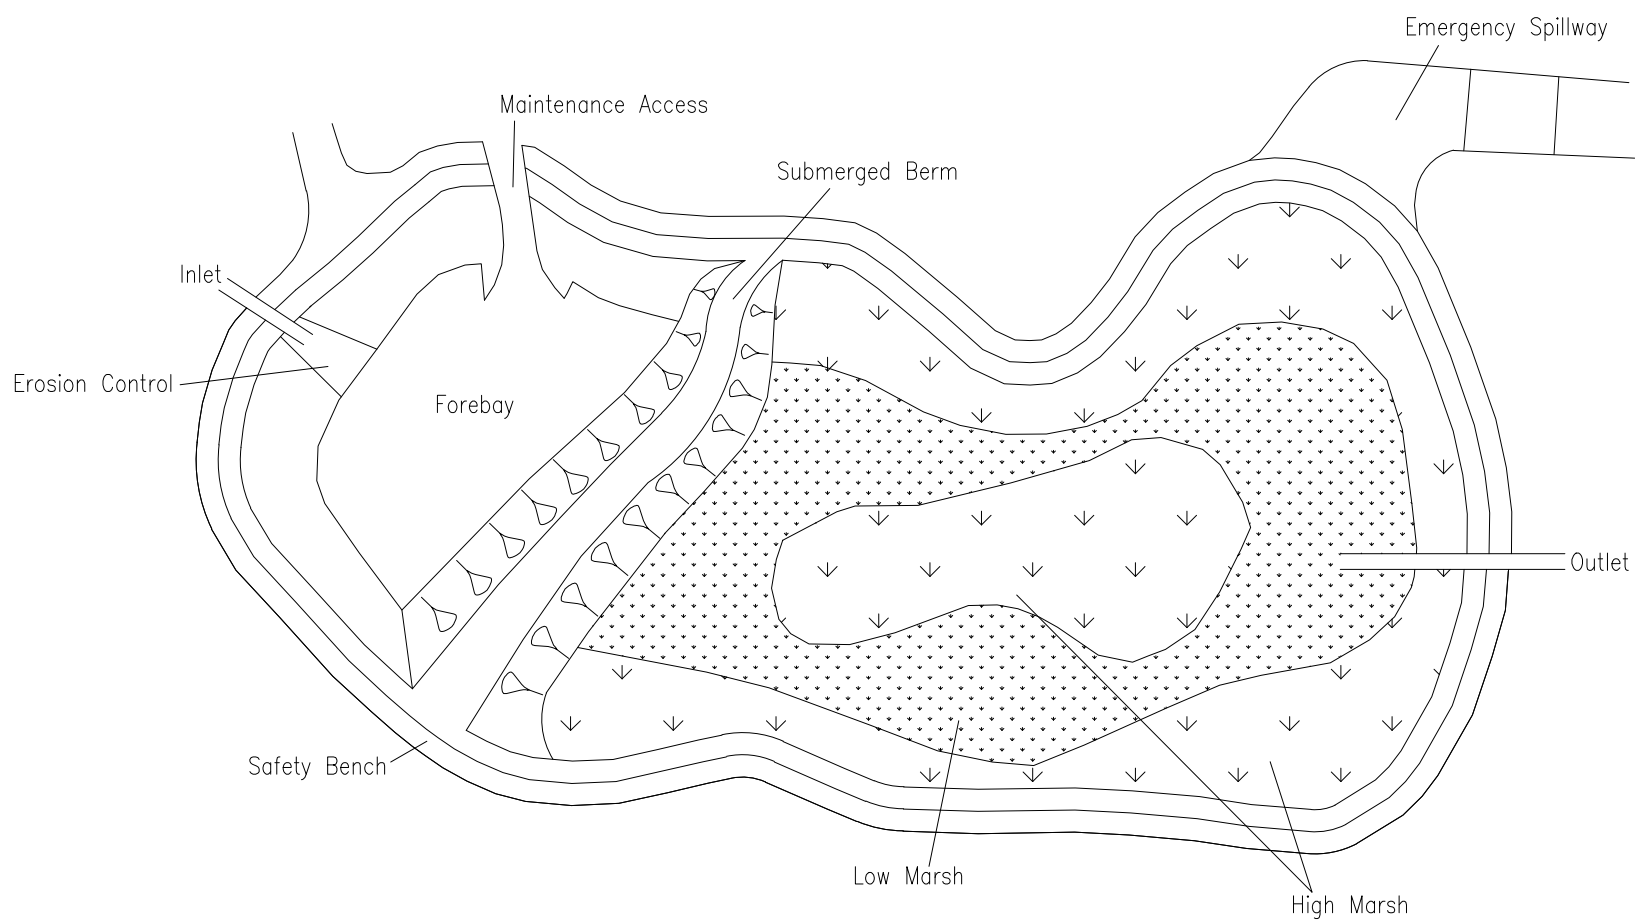 Emergency Spillway
Maintenance Access
Submerged Berm
Inlet
Erosion Control
Forebay
Outlet
Safety Bench
Low Marsh
High Marsh